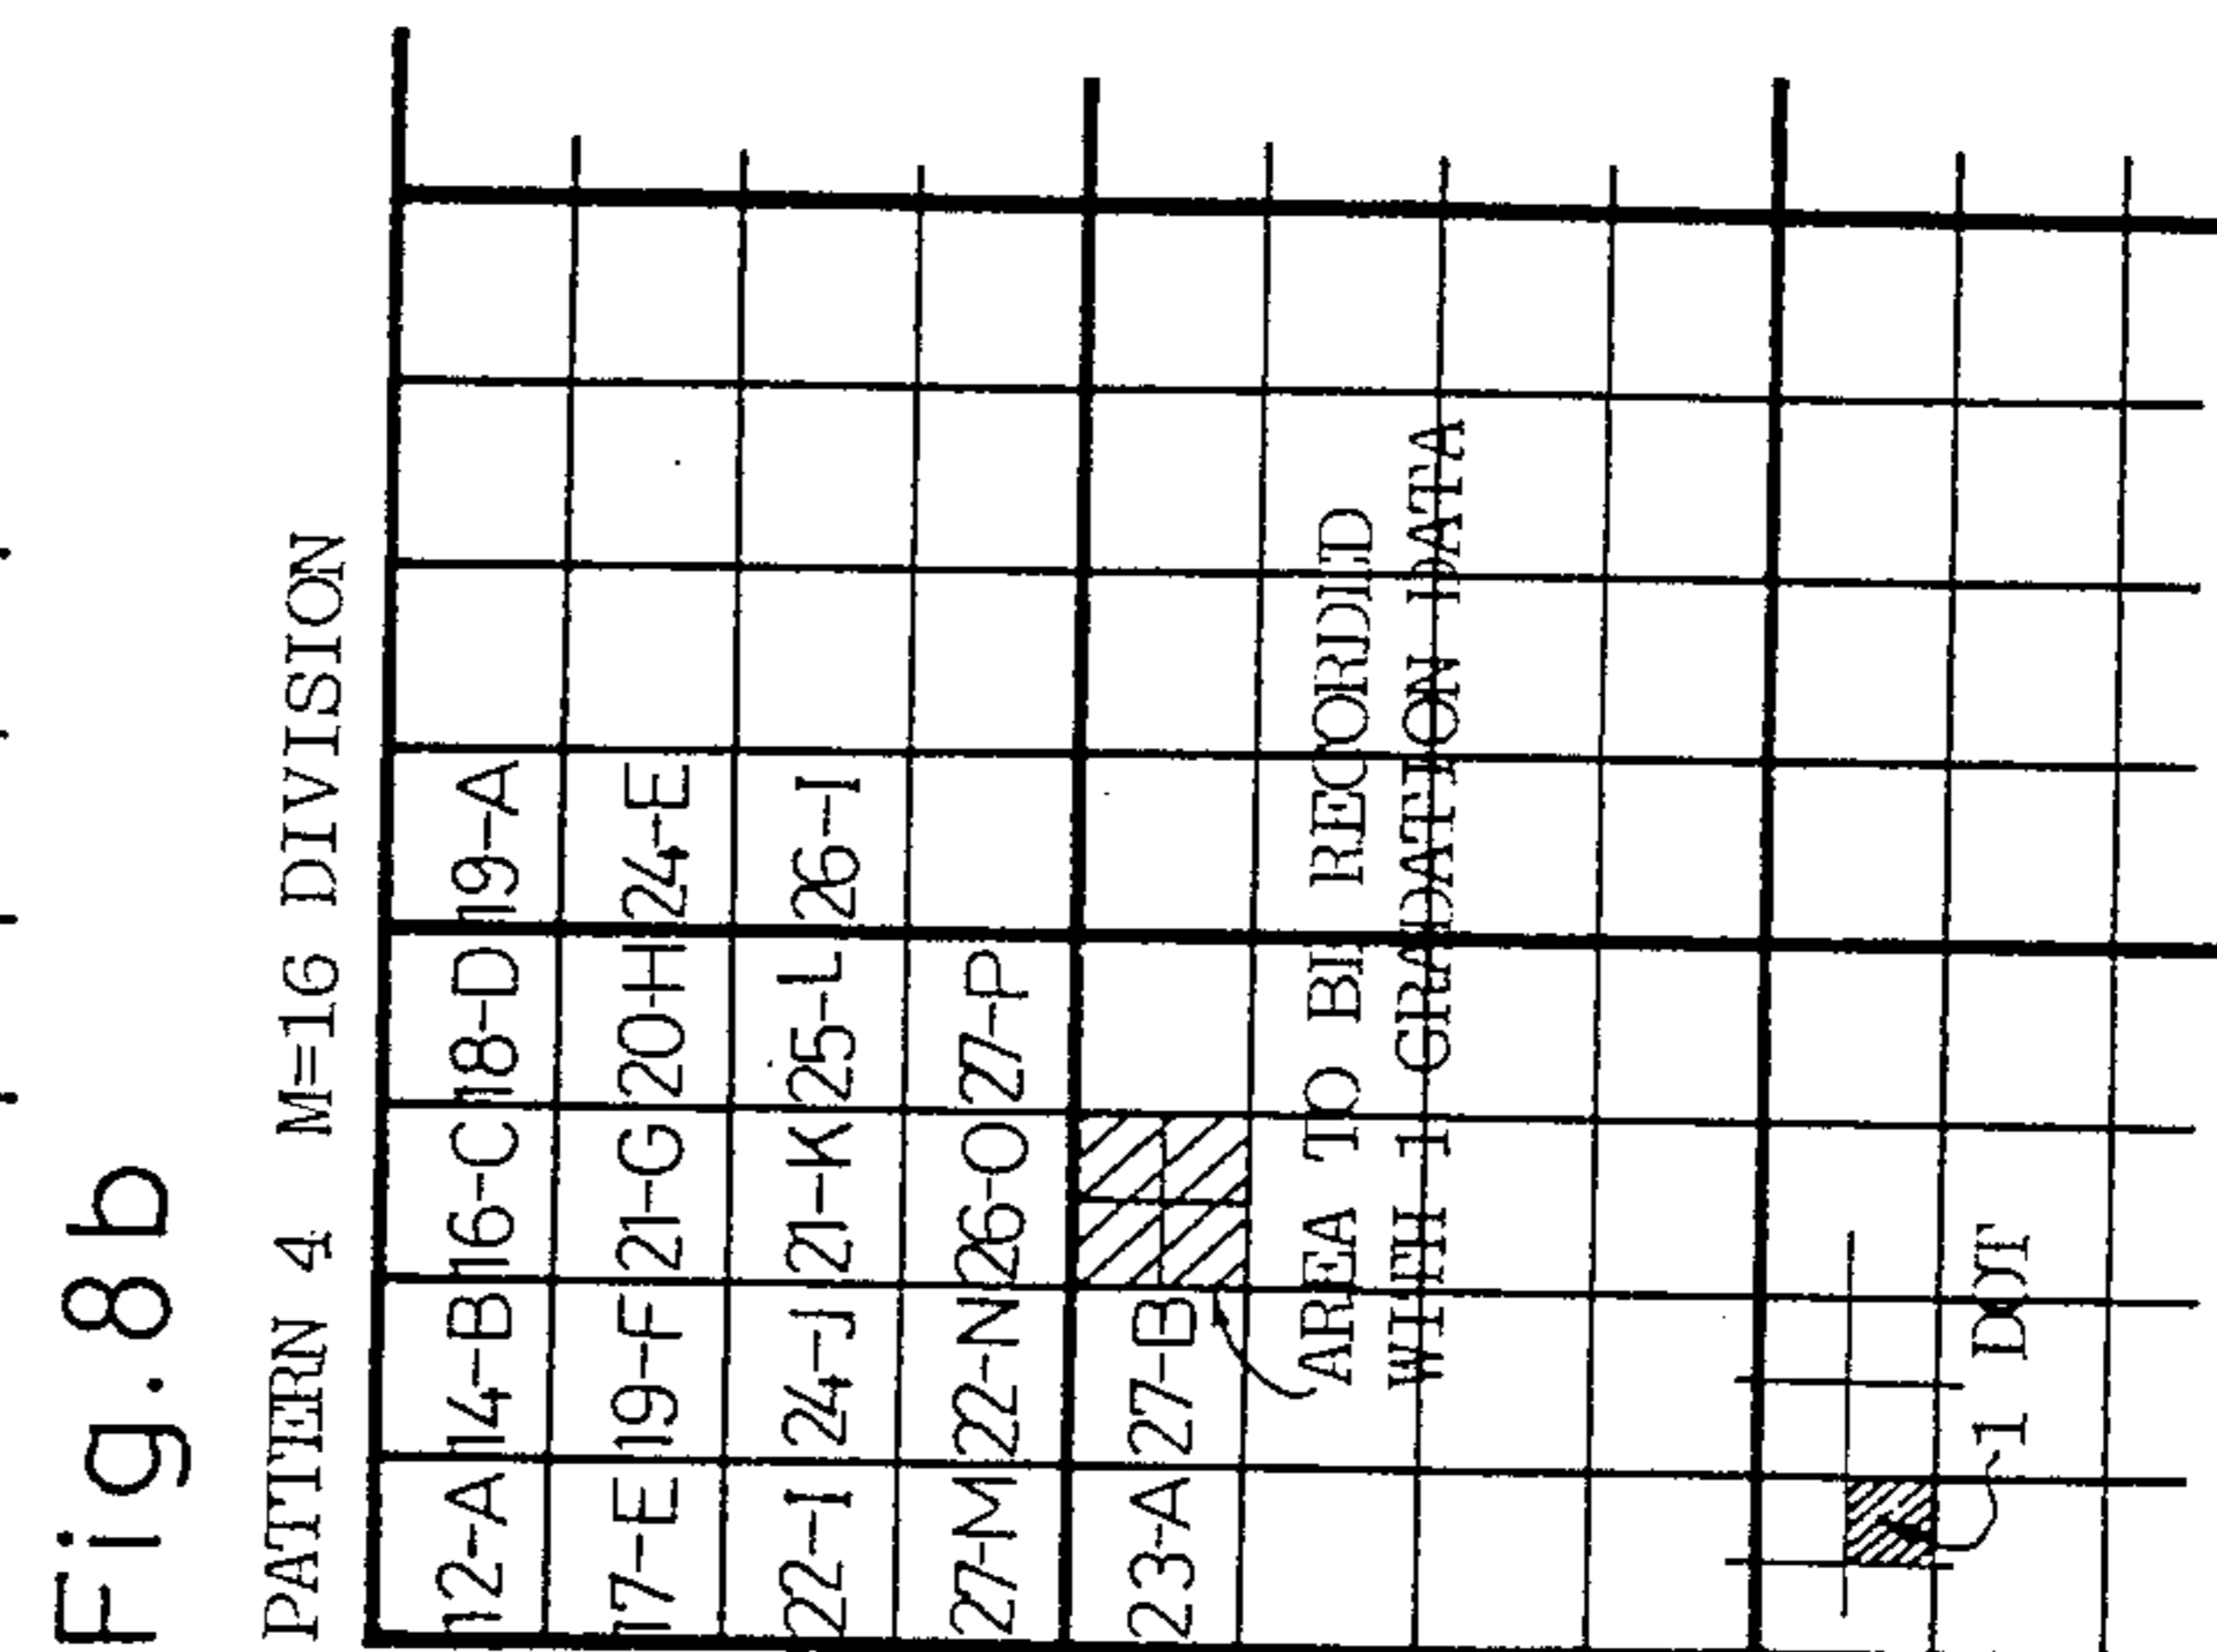 Fig. 8b
PATTERN 4 M=16 DIVISION
12-A 14-B 16-C 18-D 19-A
17-E 19-F 21-G 20-H 24-E
22-I 24-J 21-K 25-L 26-I
27-M 22-N 26-O 27-P
23-A 27-B
AREA TO BE RECORDED
WITH 1 GRADATION DATA
1 DOT